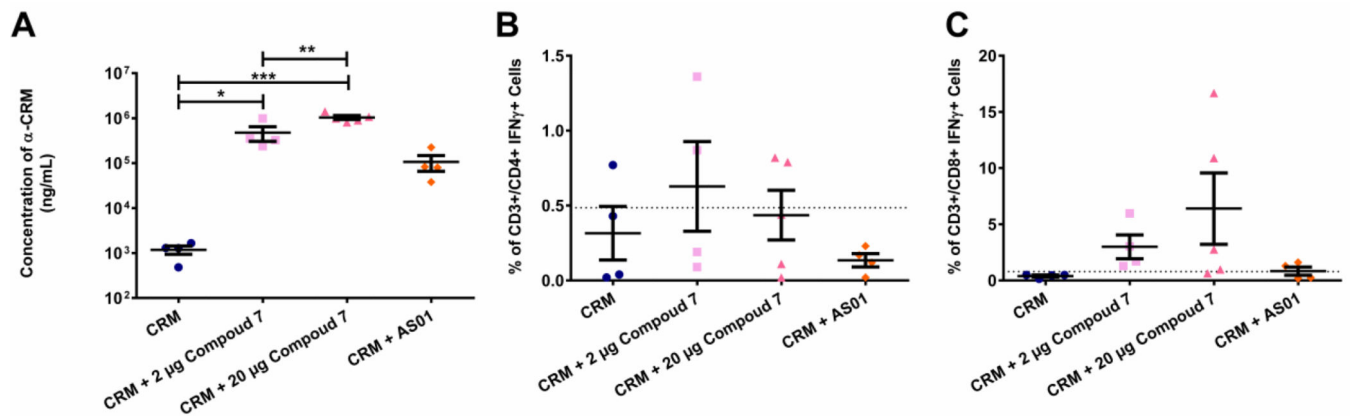 A
Concentration of α-CRM
(ng/mL)
10⁷
10⁶
10⁵
10⁴
10³
10²
**
***
*
CRM
CRM + 2 µg Compoud 7
CRM + 20 µg Compoud 7
CRM + AS01
B
% of CD3+/CD4+ IFNγ+ Cells
1.5
1.0
0.5
0.0
CRM
CRM + 2 µg Compoud 7
CRM + 20 µg Compoud 7
CRM + AS01
C
% of CD3+/CD8+ IFNγ+ Cells
20
15
10
5
0
CRM
CRM + 2 µg Compoud 7
CRM + 20 µg Compoud 7
CRM + AS01